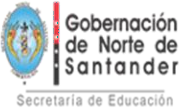 Gobernación
de Norte de
Santander
Secretaría de Educación